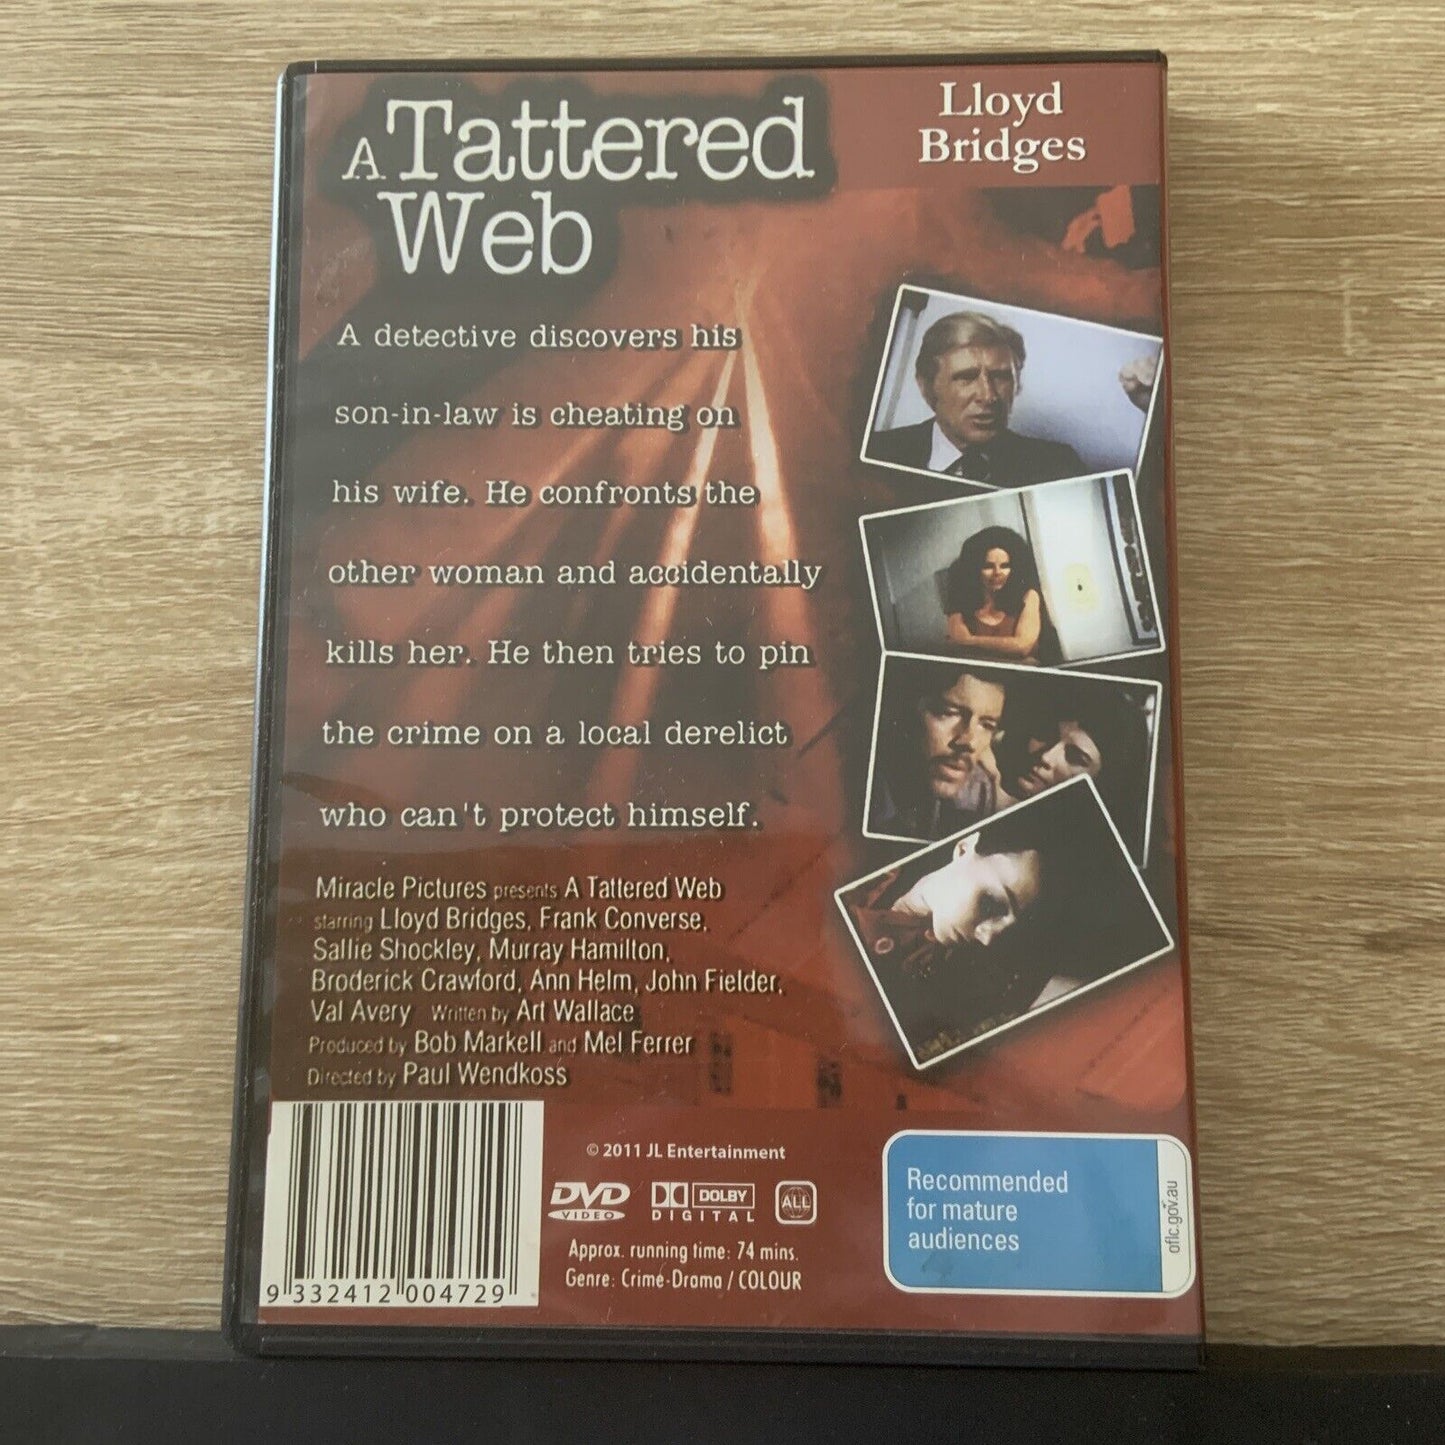 A Tattered
Web
Lloyd
Bridges
A detective discovers his
son-in-law is cheating on
his wife. He confronts the
other woman and accidentally
kills her. He then tries to pin
the crime on a local derelict
who can't protect himself.
Miracle Pictures presents A Tattered Web
starring Lloyd Bridges, Frank Converse,
Sallie Shockley, Murray Hamilton,
Broderick Crawford, Ann Helm, John Fielder,
Val Avery Written by Art Wallace
Produced by Bob Markell and Mel Ferrer
Directed by Paul Wendkoss
© 2011 JL Entertainment
DVD
VIDEO
DOLBY
DIGITAL
ALL
Approx. running time: 74 mins.
Genre: Crime-Drama / COLOUR
9 332412 004729
Recommended
for mature
audiences
oflc.gov.au